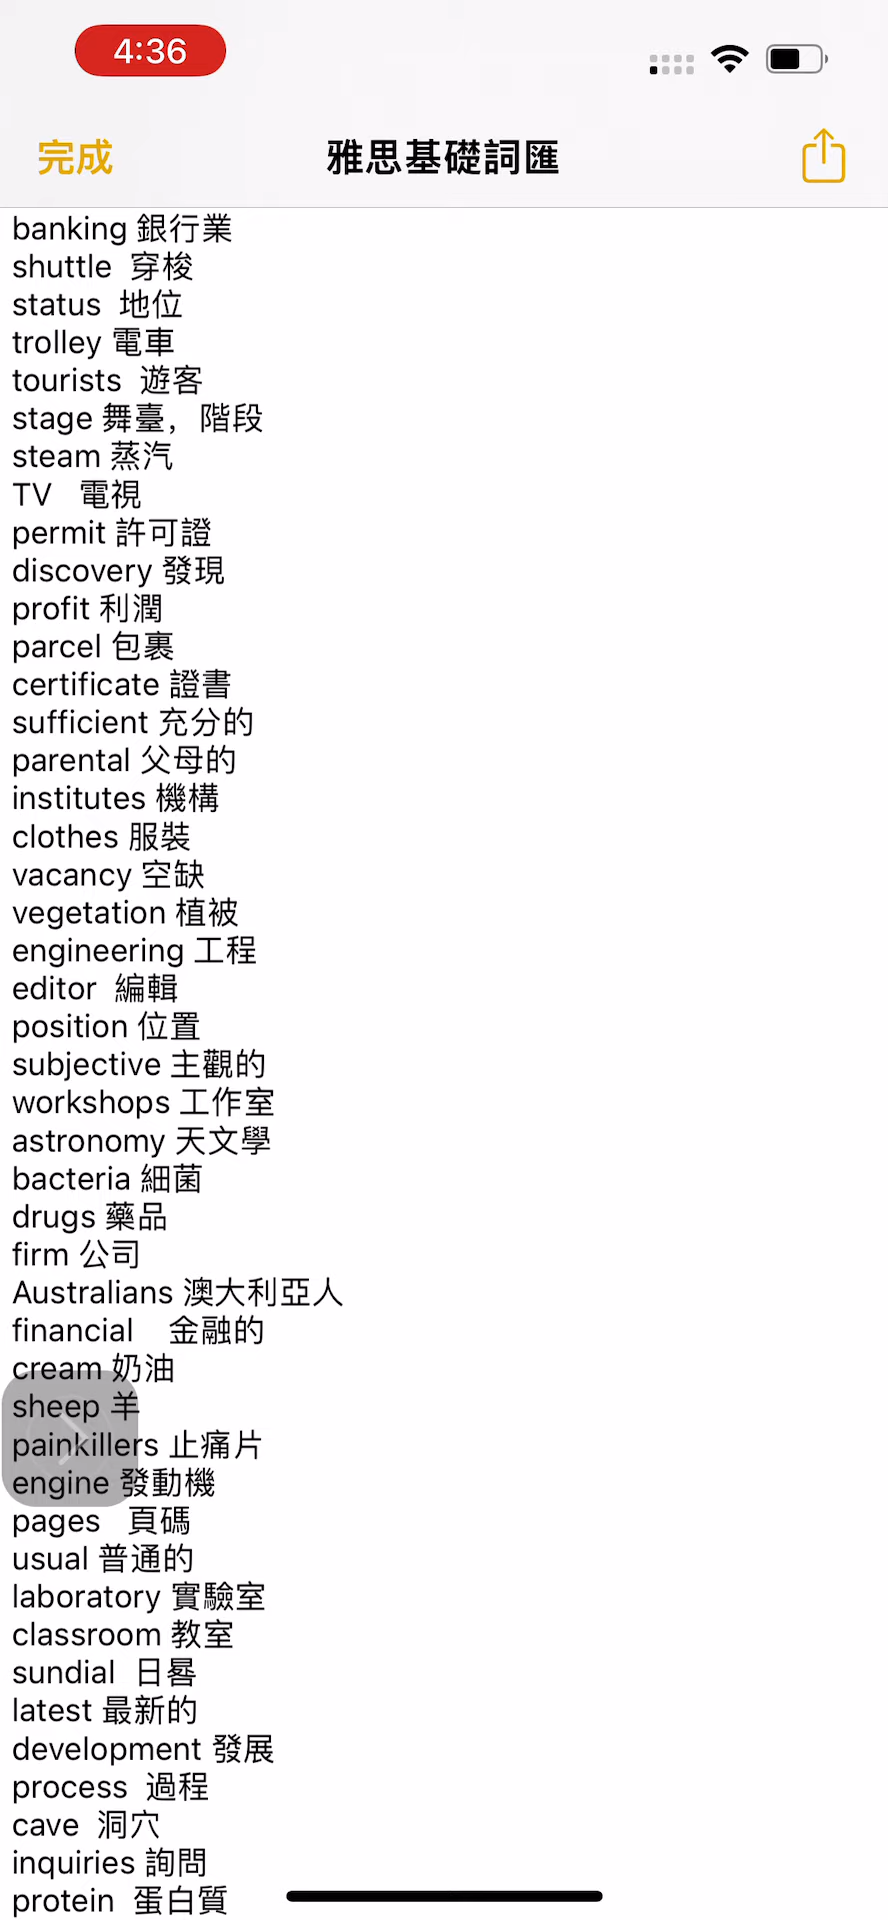 4:36
完成 雅思基礎詞匯
banking 銀行業
shuttle 穿梭
status 地位
trolley 電車
tourists 遊客
stage 舞臺，階段
steam 蒸汽
TV 電視
permit 許可證
discovery 發現
profit 利潤
parcel 包裹
certificate 證書
sufficient 充分的
parental 父母的
institutes 機構
clothes 服裝
vacancy 空缺
vegetation 植被
engineering 工程
editor 編輯
position 位置
subjective 主觀的
workshops 工作室
astronomy 天文學
bacteria 細菌
drugs 藥品
firm 公司
Australians 澳大利亞人
financial 金融的
cream 奶油
sheep 羊
painkillers 止痛片
engine 發動機
pages 頁碼
usual 普通的
laboratory 實驗室
classroom 教室
sundial 日晷
latest 最新的
development 發展
process 過程
cave 洞穴
inquiries 詢問
protein 蛋白質